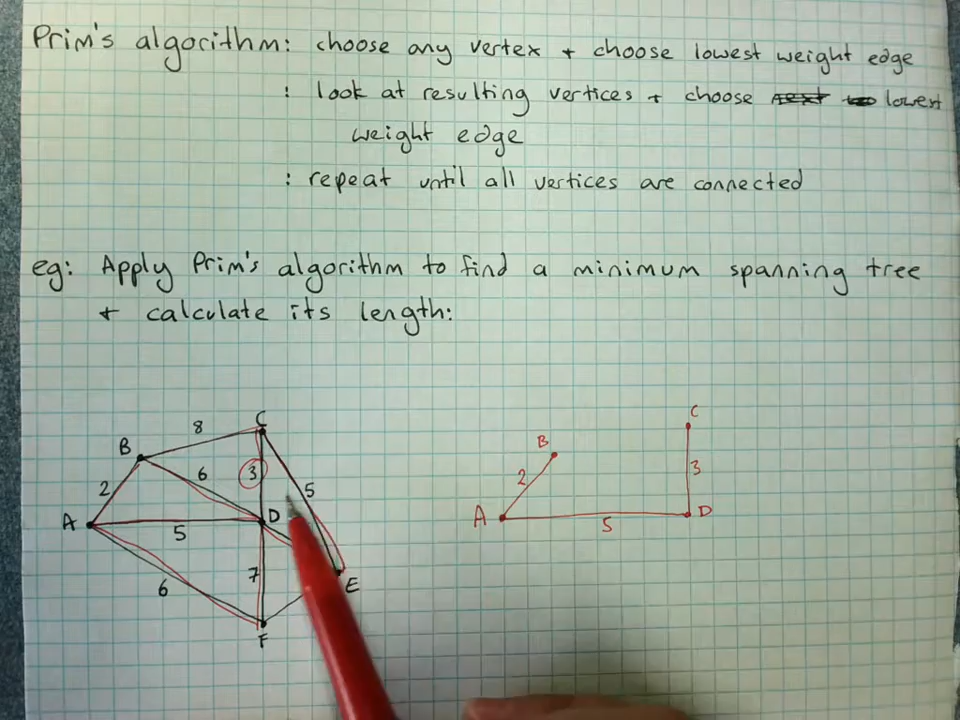 Prim's algorithm: choose any vertex + choose lowest weight edge
: look at resulting vertices + choose lowest
weight edge
: repeat until all vertices are connected
eg: Apply Prim's algorithm to find a minimum spanning tree
+ calculate its length:
C
8
B
6
3
2
5
A
D
5
7
6
E
F
C
B
2
3
A
D
5